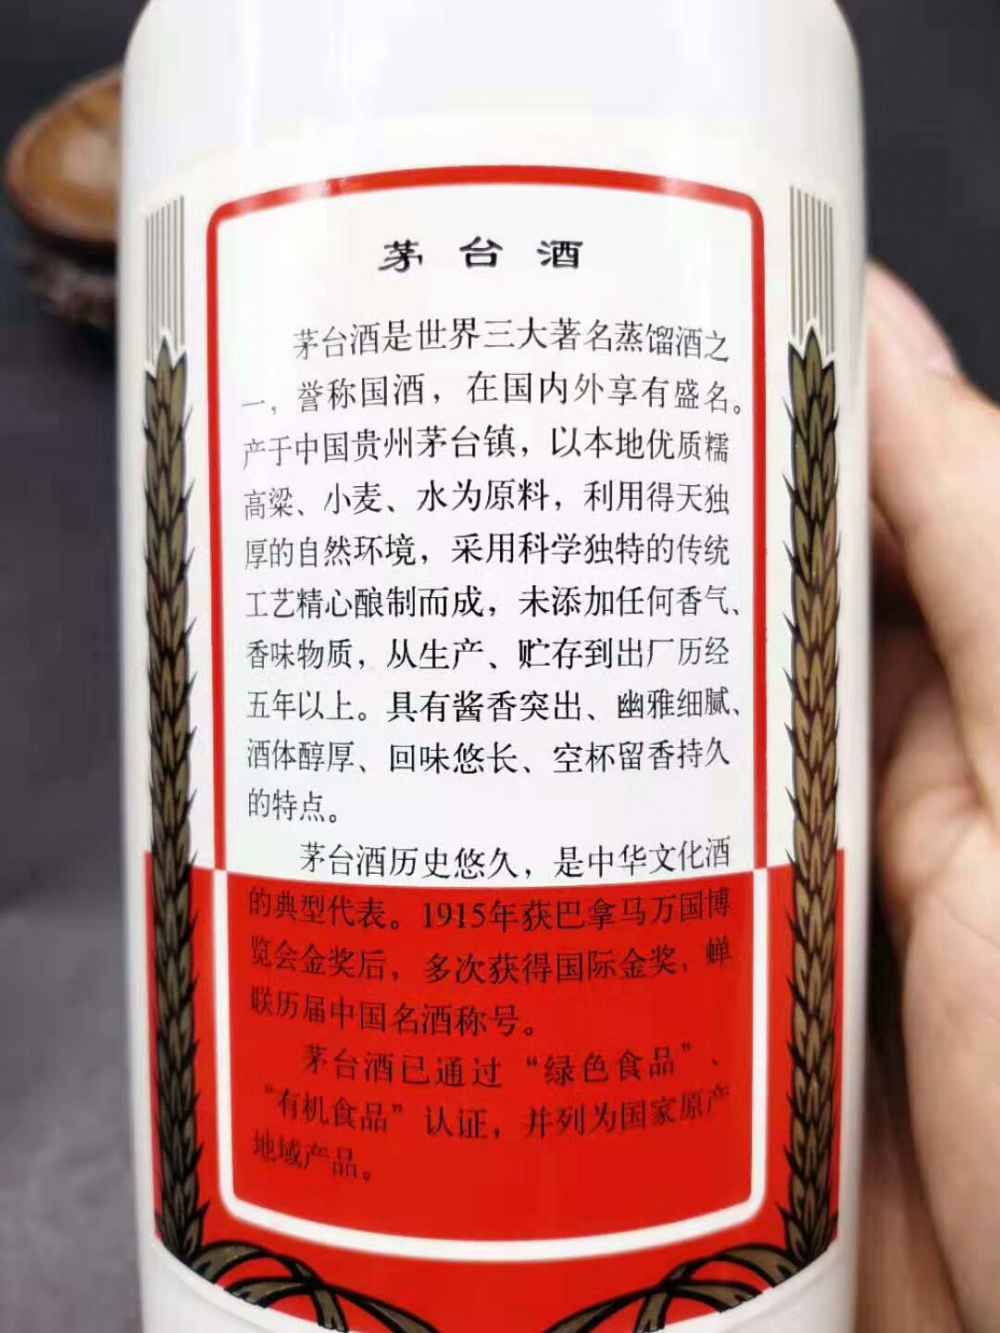 茅台酒
茅台酒是世界三大著名蒸馏酒之
一，誉称国酒，在国内外享有盛名。
产于中国贵州茅台镇，以本地优质糯
高粱、小麦、水为原料，利用得天独
厚的自然环境，采用科学独特的传统
工艺精心酿制而成，未添加任何香气、
香味物质，从生产、贮存到出厂历经
五年以上。具有酱香突出、幽雅细腻、
酒体醇厚、回味悠长、空杯留香持久
的特点。
茅台酒历史悠久，是中华文化酒
的典型代表。1915年获巴拿马万国博
览会金奖后，多次获得国际金奖，蝉
联历届中国名酒称号。
茅台酒已通过“绿色食品”、
“有机食品”认证，并列为国家原产
地域产品。